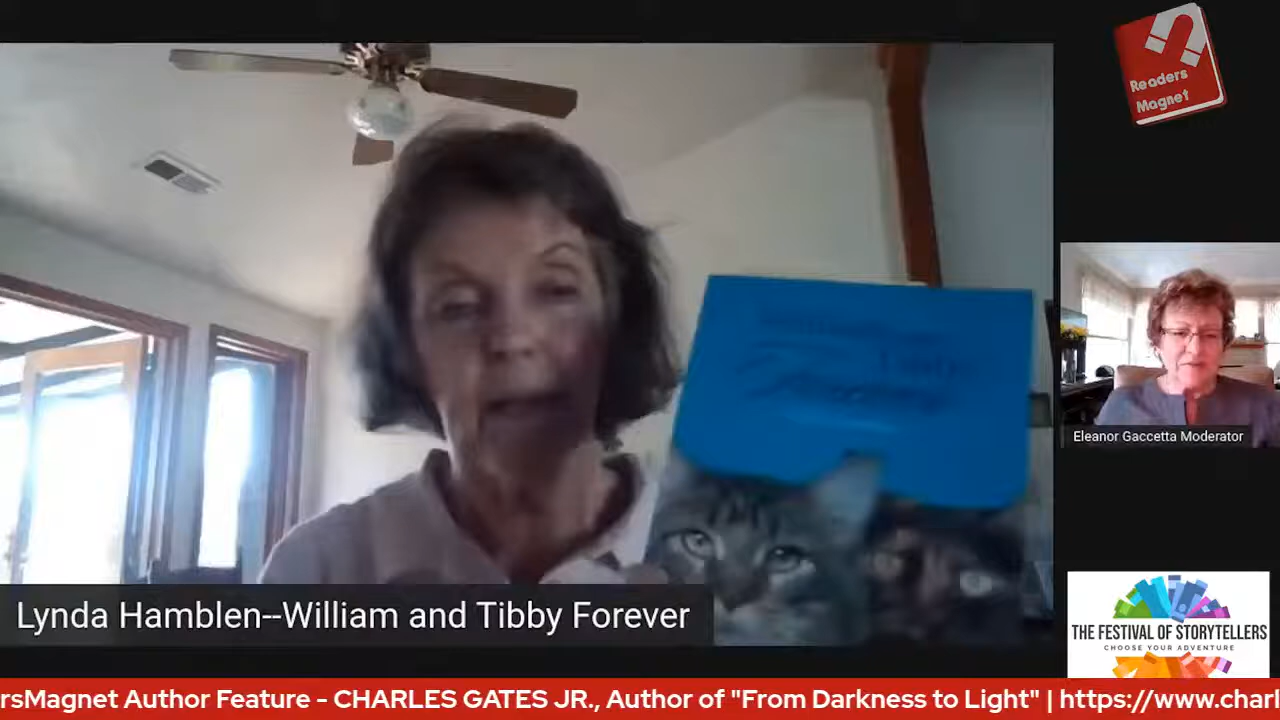 Readers
Magnet
Eleanor Gaccetta Moderator
Lynda Hamblen--William and Tibby Forever
THE FESTIVAL OF STORYTELLERS
CHOOSE YOUR ADVENTURE
rsMagnet Author Feature - CHARLES GATES JR., Author of "From Darkness to Light" | https://www.charl